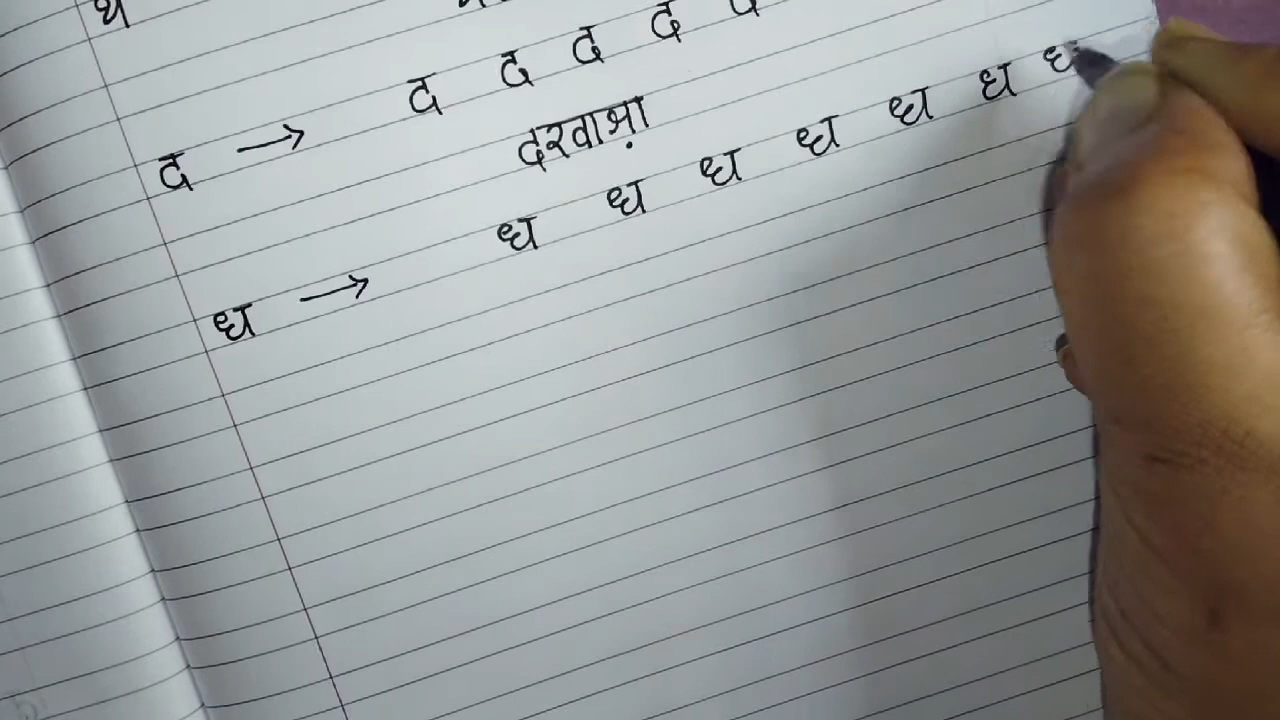 थ
द → द द द द द
दरवाझ़ा
ध → ध ध ध ध ध ध ध